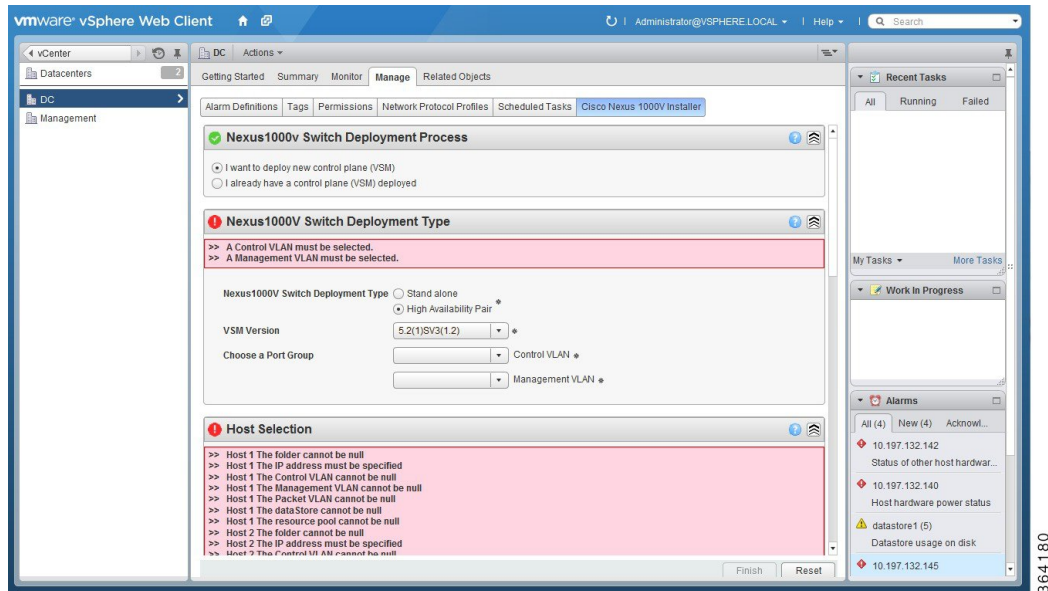 vmware® vSphere Web Client
Administrator@VSPHERE.LOCAL
Help
Search
vCenter
Datacenters 2
DC
Management
DC Actions
Getting Started Summary Monitor Manage Related Objects
Alarm Definitions Tags Permissions Network Protocol Profiles Scheduled Tasks Cisco Nexus 1000V Installer
Nexus1000v Switch Deployment Process
I want to deploy new control plane (VSM)
I already have a control plane (VSM) deployed
Nexus1000V Switch Deployment Type
>> A Control VLAN must be selected.
>> A Management VLAN must be selected.
Nexus1000V Switch Deployment Type Stand alone
High Availability Pair *
VSM Version 5.2(1)SV3(1.2) *
Choose a Port Group Control VLAN *
Management VLAN *
Host Selection
>> Host 1 The folder cannot be null
>> Host 1 The IP address must be specified
>> Host 1 The Control VLAN cannot be null
>> Host 1 The Management VLAN cannot be null
>> Host 1 The Packet VLAN cannot be null
>> Host 1 The dataStore cannot be null
>> Host 1 The resource pool cannot be null
>> Host 2 The folder cannot be null
>> Host 2 The IP address must be specified
>> Host 2 The Control VLAN cannot be null
Finish Reset
Recent Tasks
All Running Failed
My Tasks More Tasks
Work In Progress
Alarms
All (4) New (4) Acknowl...
10.197.132.142
Status of other host hardwar...
10.197.132.140
Host hardware power status
datastore1 (5)
Datastore usage on disk
10.197.132.145
364180